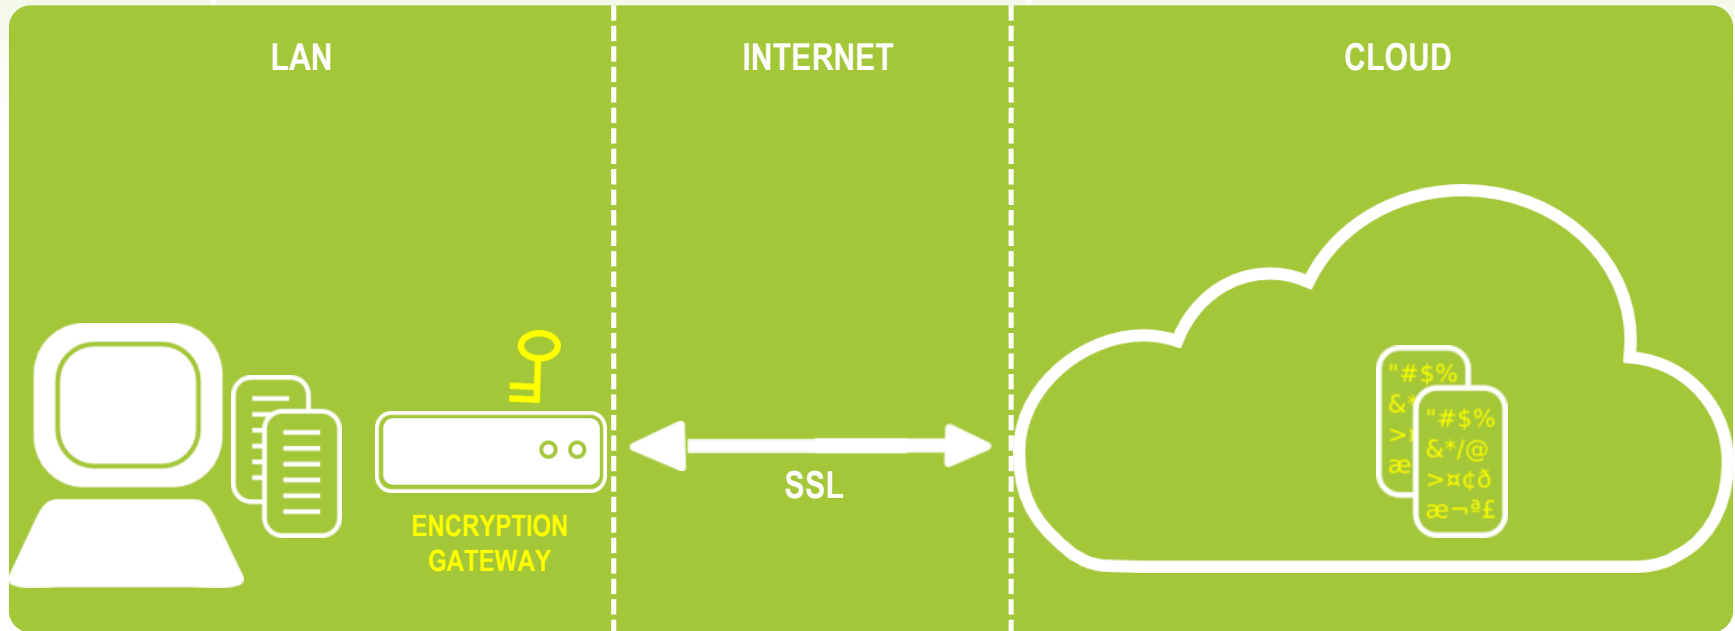 LAN
INTERNET
CLOUD
SSL
ENCRYPTION
GATEWAY
"#$%
&*
>
æ
"#$%
&*/@
>¤¢ð
æ¬ª£